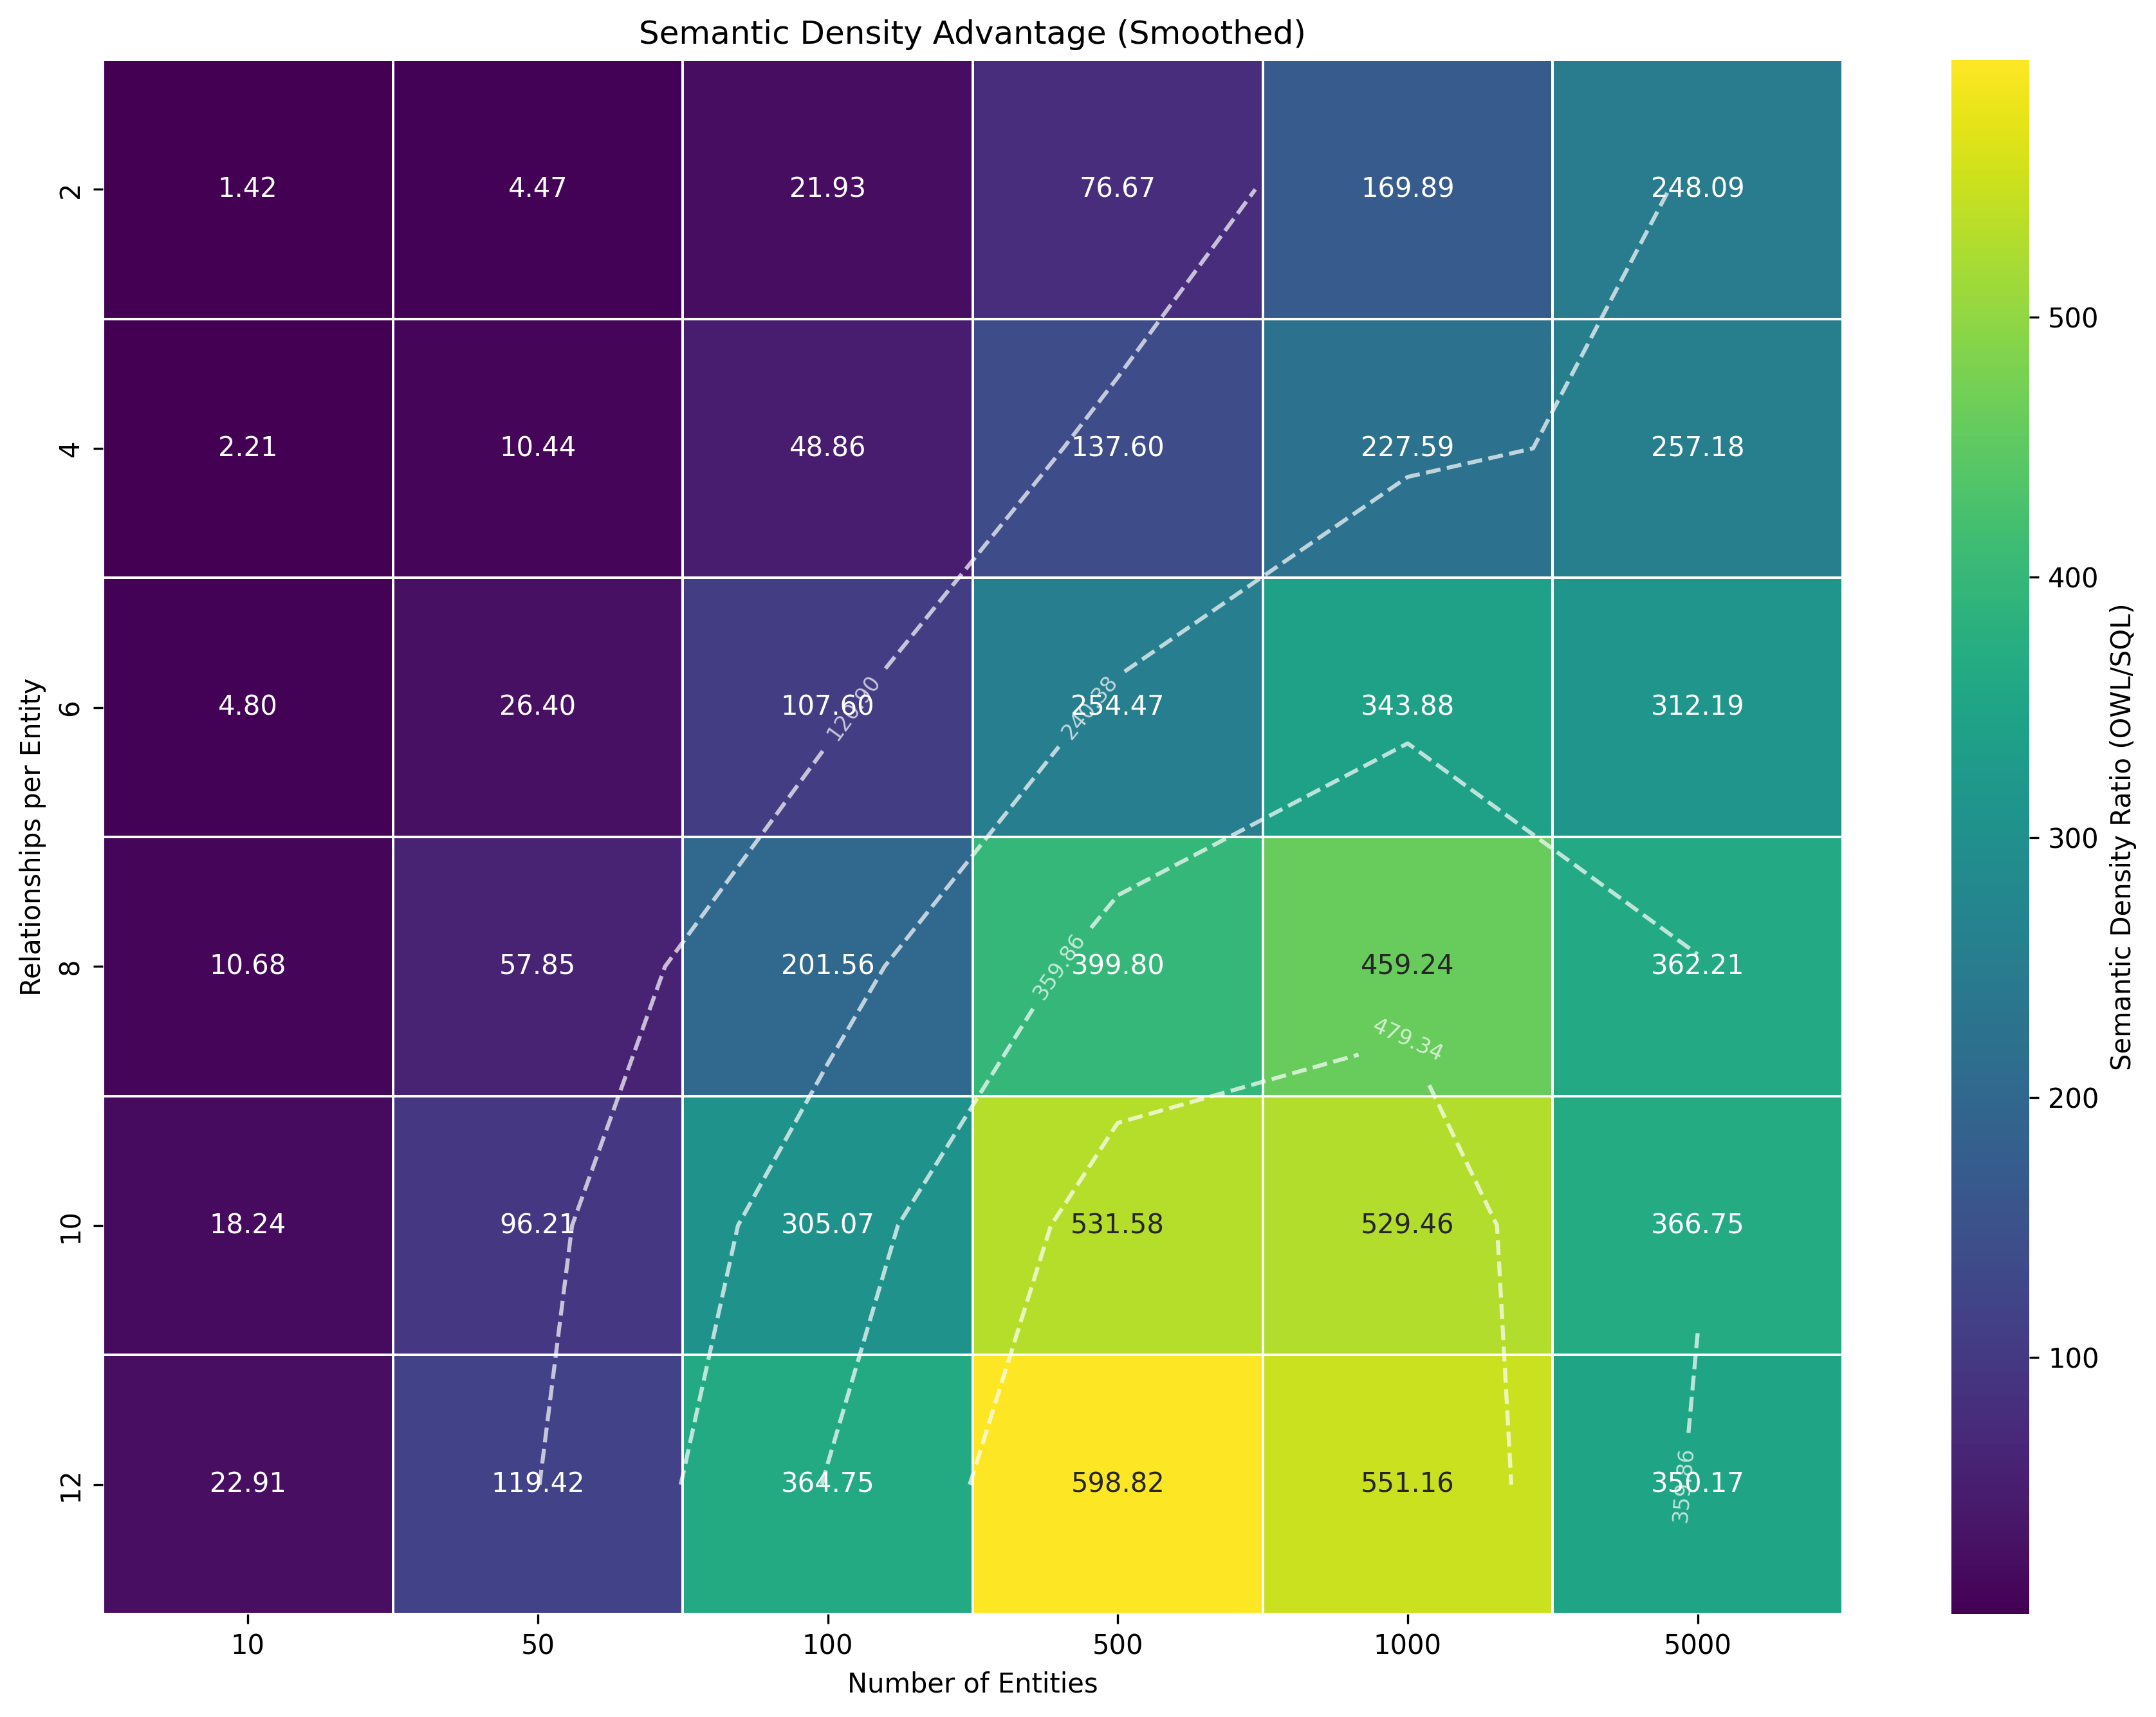 Semantic Density Advantage (Smoothed)
2 1.42 4.47 21.93 76.67 169.89 248.09
500
4 2.21 10.44 48.86 137.60 227.59 257.18
400
6 4.80 26.40 107.60 254.47 343.88 312.19
240.38
300
8 10.68 57.85 201.56 399.80 459.24 362.21
359.86
479.34
200
10 18.24 96.21 305.07 531.58 529.46 366.75
100
12 22.91 119.42 364.75 598.82 551.16 350.17
359.86
10 50 100 500 1000 5000
Number of Entities
Relationships per Entity
Semantic Density Ratio (OWL/SQL)